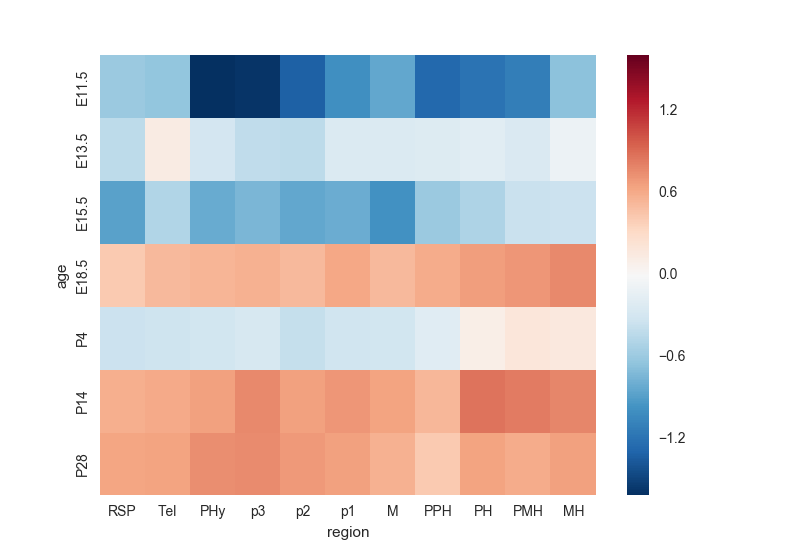 E11.5
E13.5
E15.5
E18.5
P4
P14
P28
age
RSP Tel PHy p3 p2 p1 M PPH PH PMH MH
region
1.2
0.6
0.0
−0.6
−1.2